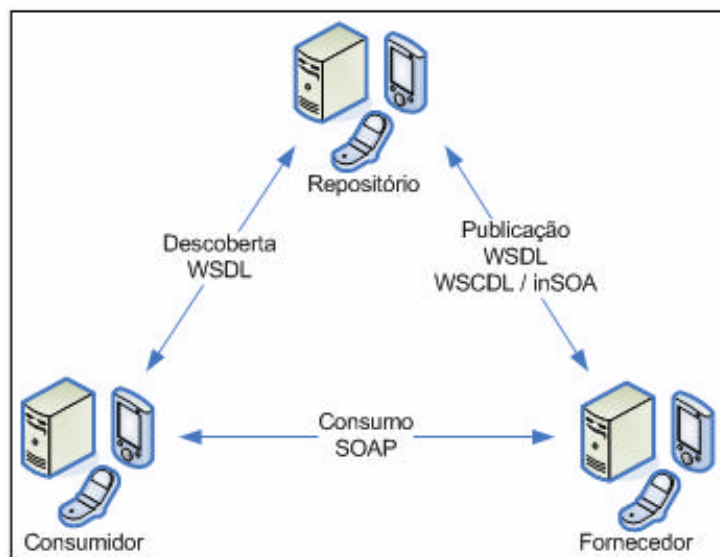 Repositório
Descoberta
WSDL
Publicação
WSDL
WSCDL / inSOA
Consumo
SOAP
Consumidor
Fornecedor